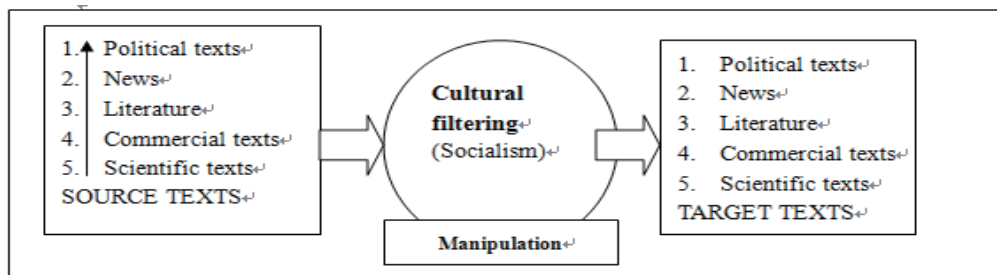 1. Political texts↵
2. News↵
3. Literature↵
4. Commercial texts↵
5. Scientific texts↵
SOURCE TEXTS↵
Cultural
filtering
(Socialism)↵
Manipulation↵
1. Political texts↵
2. News↵
3. Literature↵
4. Commercial texts↵
5. Scientific texts↵
TARGET TEXTS↵